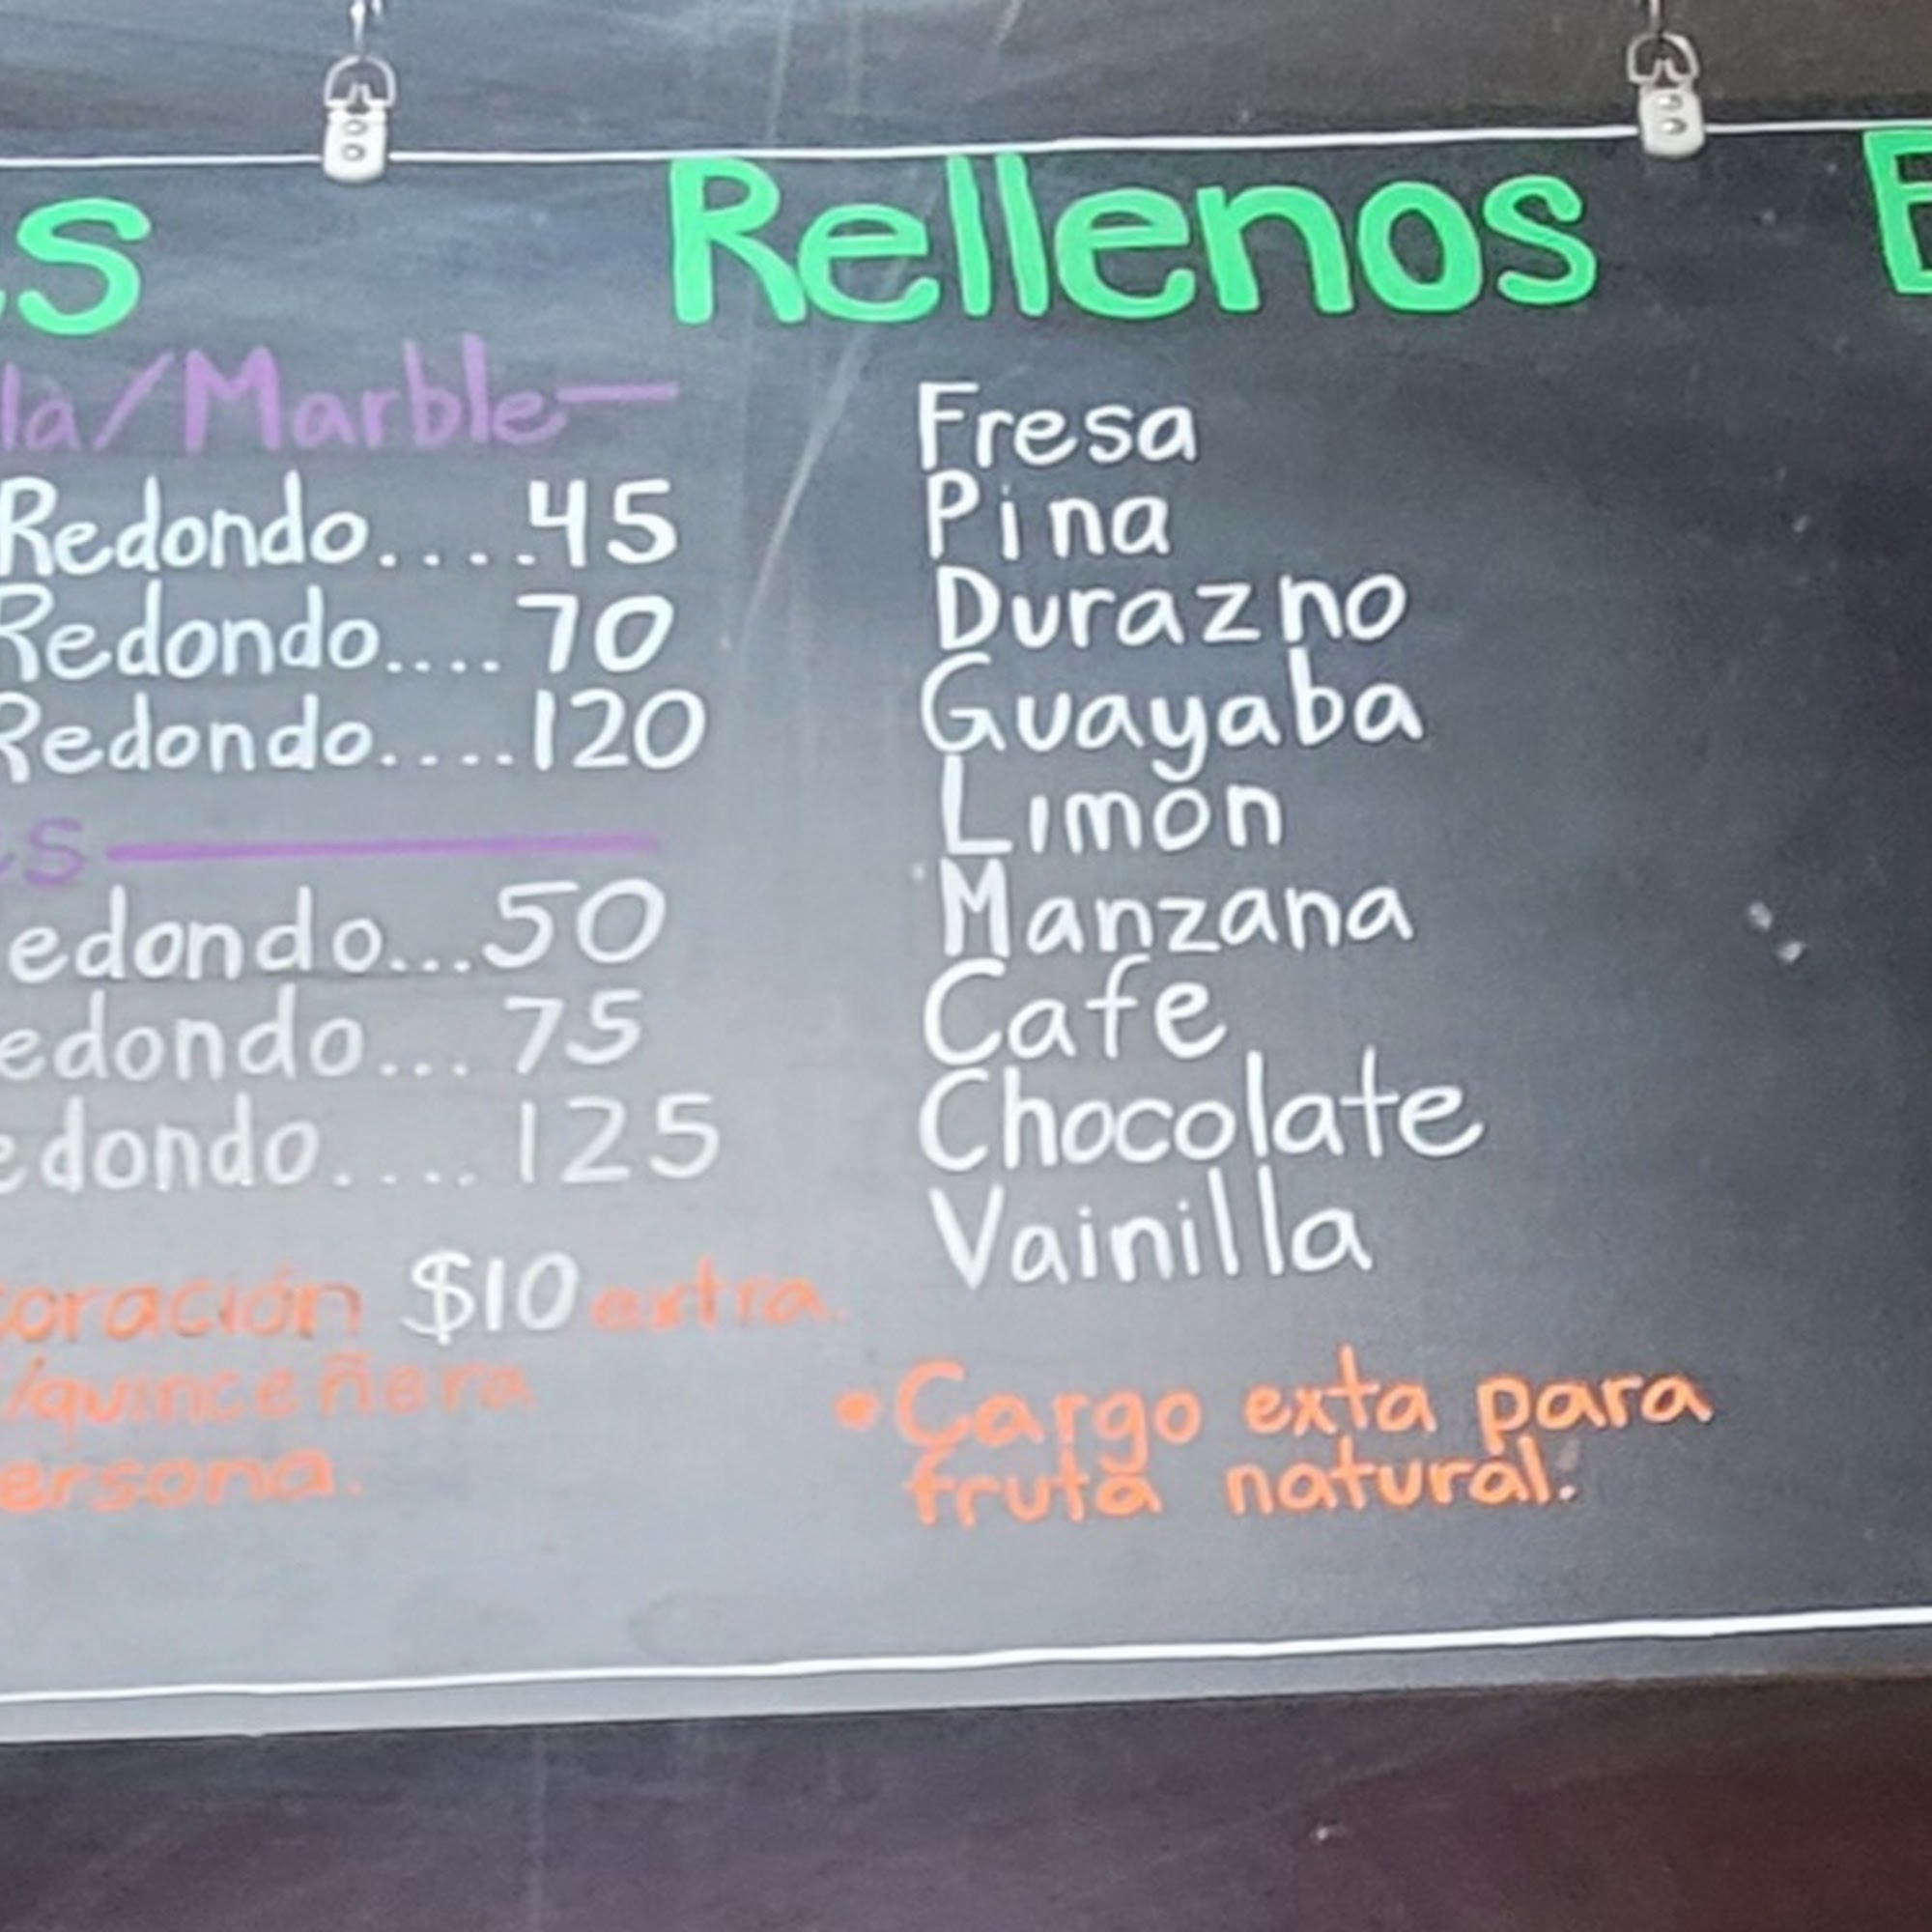 Rellenos
la/Marble
Redondo....45
Redondo....70
Redondo....120
edondo...50
edondo...75
edondo....125
coración $10 extra.
/quinceñera
ersona.
Fresa
Pina
Durazno
Guayaba
Limon
Manzana
Cafe
Chocolate
Vainilla
•Cargo exta para
fruta natural.